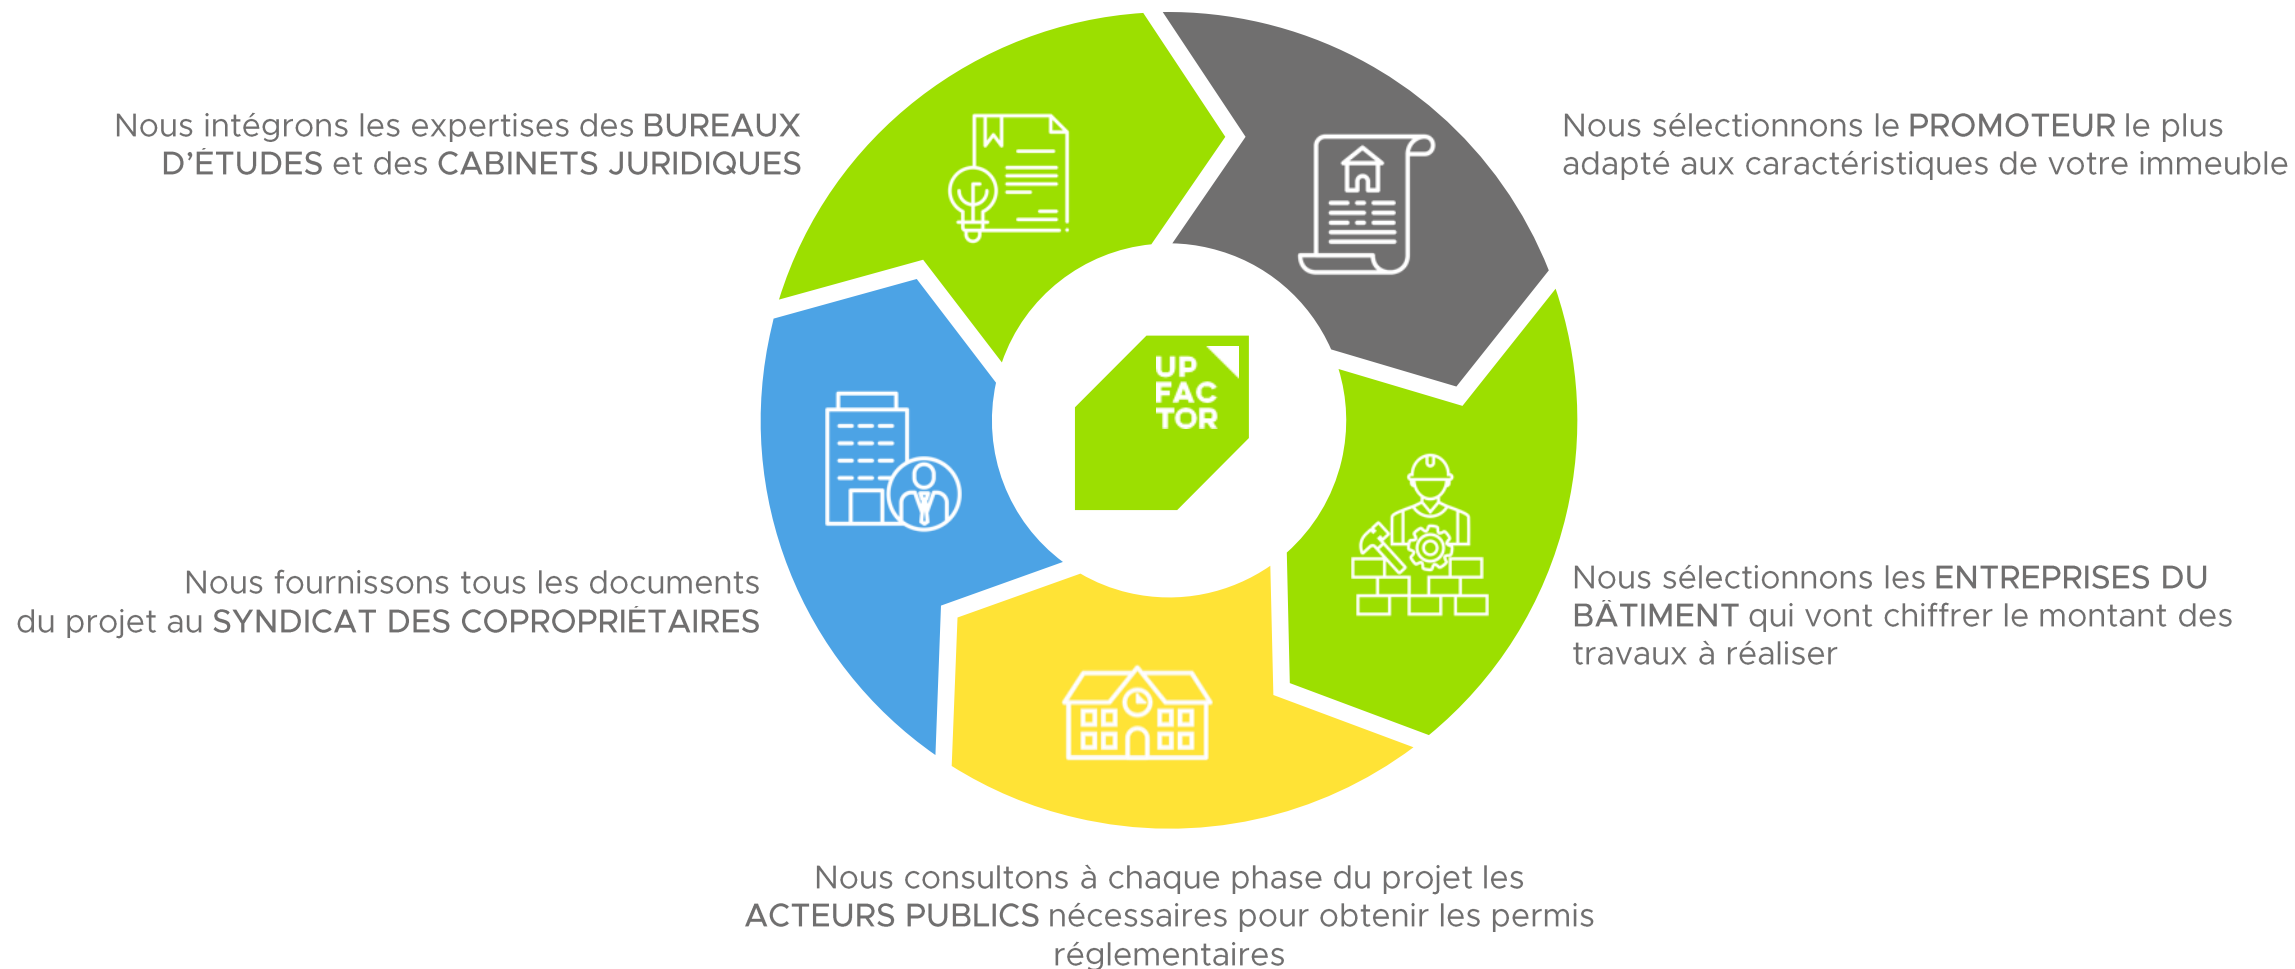 Nous intégrons les expertises des BUREAUX
D’ÉTUDES et des CABINETS JURIDIQUES
Nous sélectionnons le PROMOTEUR le plus
adapté aux caractéristiques de votre immeuble
UP
FAC
TOR
Nous fournissons tous les documents
du projet au SYNDICAT DES COPROPRIÉTAIRES
Nous sélectionnons les ENTREPRISES DU
BÂTIMENT qui vont chiffrer le montant des
travaux à réaliser
Nous consultons à chaque phase du projet les
ACTEURS PUBLICS nécessaires pour obtenir les permis
réglementaires